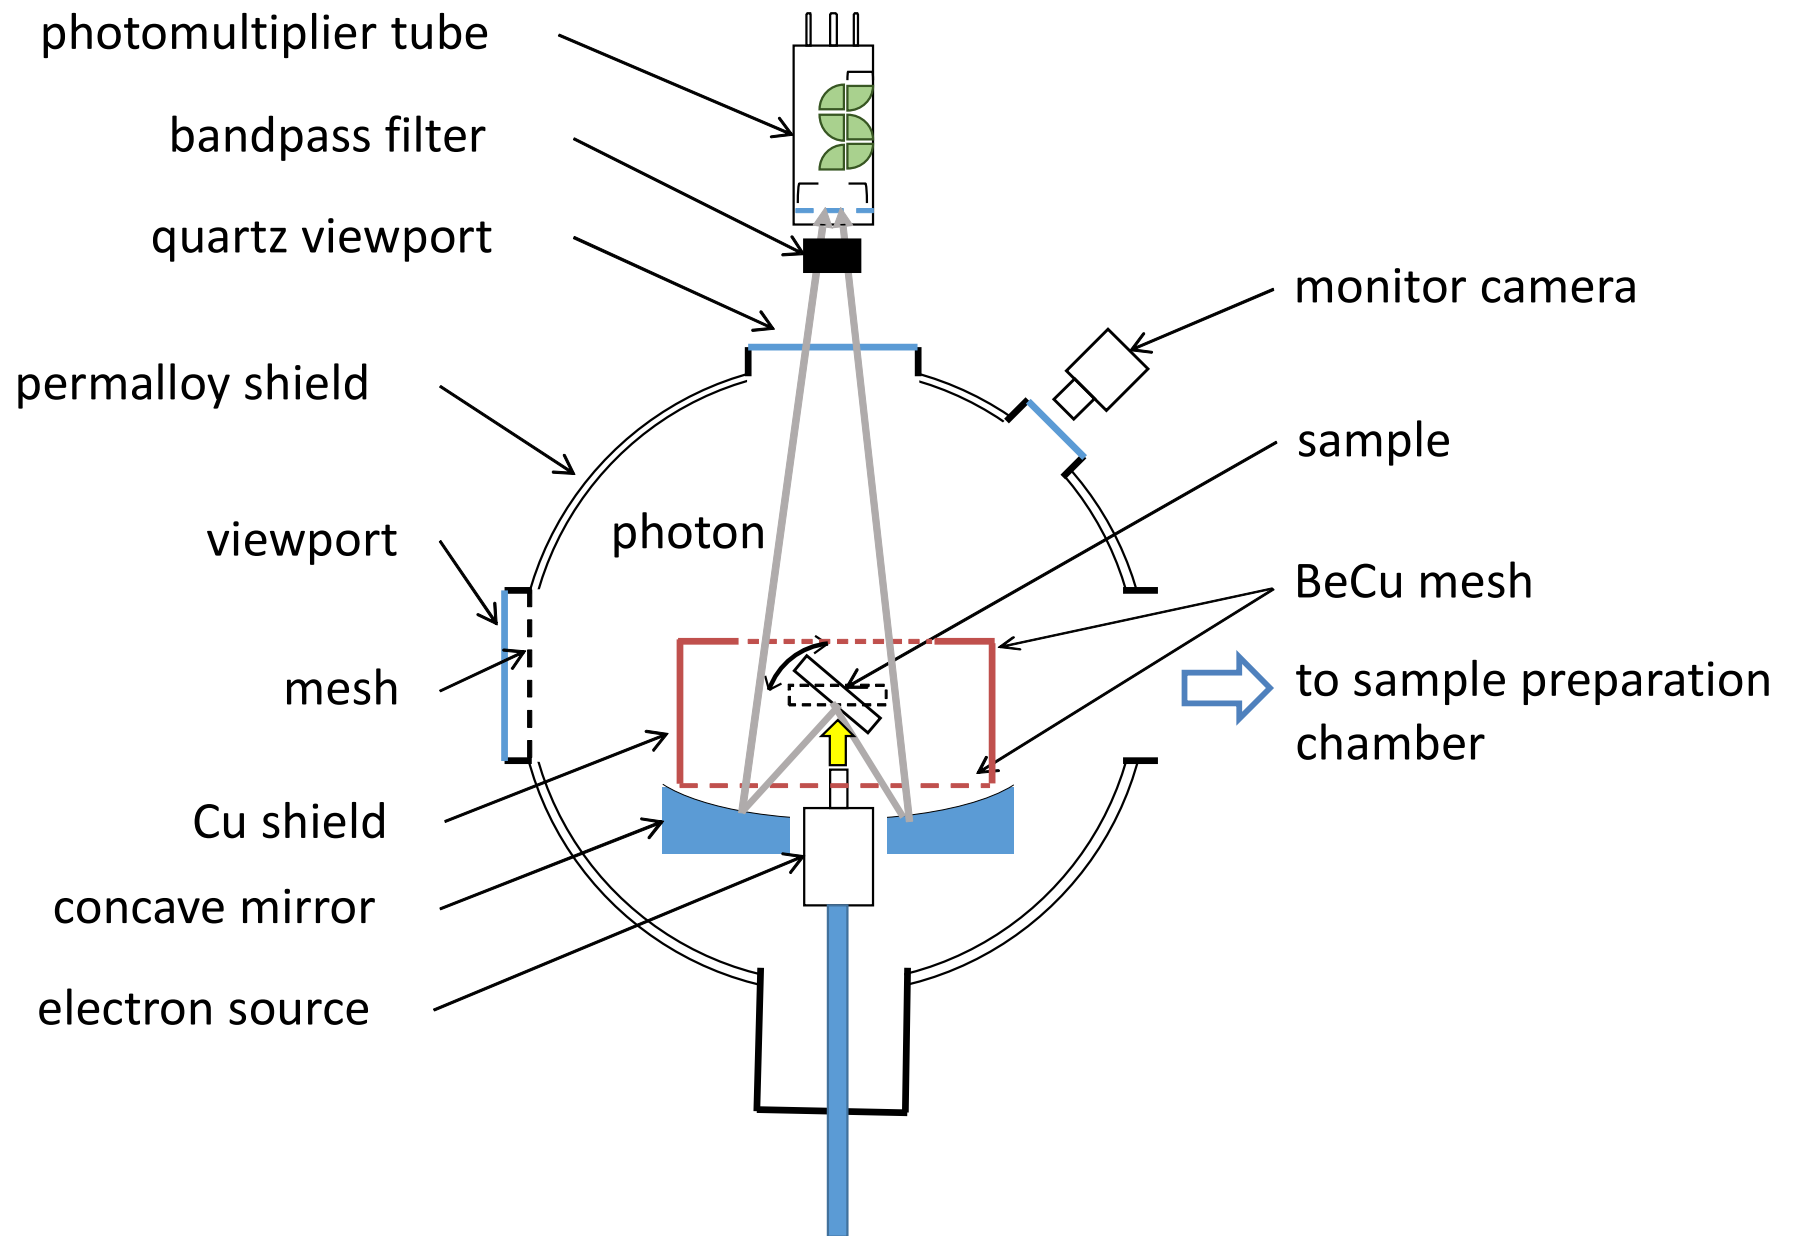 photomultiplier tube
bandpass filter
quartz viewport
permalloy shield
viewport
mesh
Cu shield
concave mirror
electron source
photon
monitor camera
sample
BeCu mesh
to sample preparation
chamber